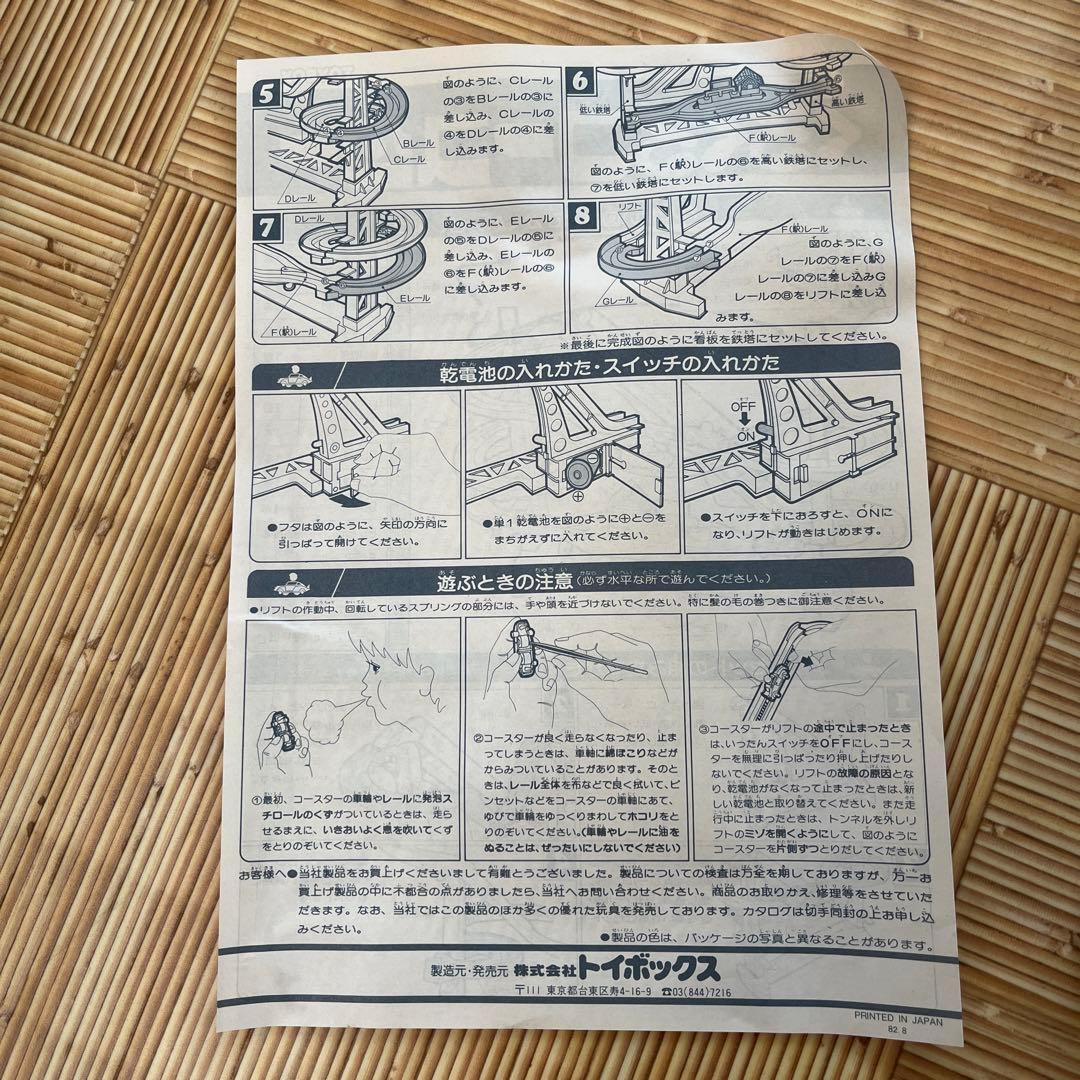 5
図のように、Cレール
の③をBレールの③に
差し込み、Cレールの
④をDレールの④に差
し込みます。
Bレール
Cレール
Dレール
6
低い鉄塔
高い鉄塔
F(駅)レール
図のように、F(駅)レールの⑥を高い鉄塔にセットし、
⑦を低い鉄塔にセットします。
7
Dレール
図のように、Eレール
の⑤をDレールの⑤に
差し込み、Eレールの
⑥をF(駅)レールの⑥
に差し込みます。
Eレール
F(駅)レール
8
リフト
F(駅)レール
図のように、G
レールの⑦をF(駅)
レールの⑦に差し込みG
レールの⑧をリフトに差し込
みます。
Gレール
※最後に完成図のように看板を鉄塔にセットしてください。
乾電池の入れかた・スイッチの入れかた
●フタは図のように、矢印の方向に
引っぱって開けてください。
⊖
⊕
●単1乾電池を図のように⊕と⊖を
まちがえずに入れてください。
OFF
ON
●スイッチを下におろすと、ONに
なり、リフトが動きはじめます。
遊ぶときの注意(必ず水平な所で遊んでください。)
●リフトの作動中、回転しているスプリングの部分には、手や頭を近づけないでください。特に髪の毛の巻つきに御注意ください。
①最初、コースターの車輪やレールに発泡ス
チロールのくずがついているときは、走ら
せるまえに、いきおいよく息を吹いてくず
をとりのぞいてください。
②コースターが良く走らなくなったり、止ま
ってしまうときは、車軸に綿ぼこりなどが
からみついていることがあります。そのと
きは、レール全体を布などで良く拭いて、ピ
ンセットなどをコースターの車軸にあて、
ゆびで車輪をゆっくりまわしてホコリをと
りのぞいてください。(車輪やレールに油を
ぬることは、ぜったいにしないでください)
③コースターがリフトの途中で止まったとき
は、いったんスイッチをOFFにし、コース
ターを無理に引っぱったり押し上げたりし
ないでください。リフトの故障の原因とな
り、乾電池がなくなって止まったときは、新
しい乾電池と取り替えてください。また走
行中に止まったときは、トンネルを外しリ
フトのミゾを開くようにして、図のように
コースターを片側ずつとりだしてください。
お客様へ●当社製品をお買上げくださいまして有難とうございました。製品についての検査は万全を期しておりますが、万一お
買上げ製品の中に不都合の点がありましたら、当社へお問い合わせください。商品のお取りかえ、修理等をさせていた
だきます。なお、当社ではこの製品のほか多くの優れた玩具を発売しております。カタログは切手同封の上お申し込
みください。
●製品の色は、パッケージの写真と異なることがあります。
製造元・発売元 株式会社トイボックス
〒111 東京都台東区寿4-16-9 ☎03(844)7216
PRINTED IN JAPAN
82.8